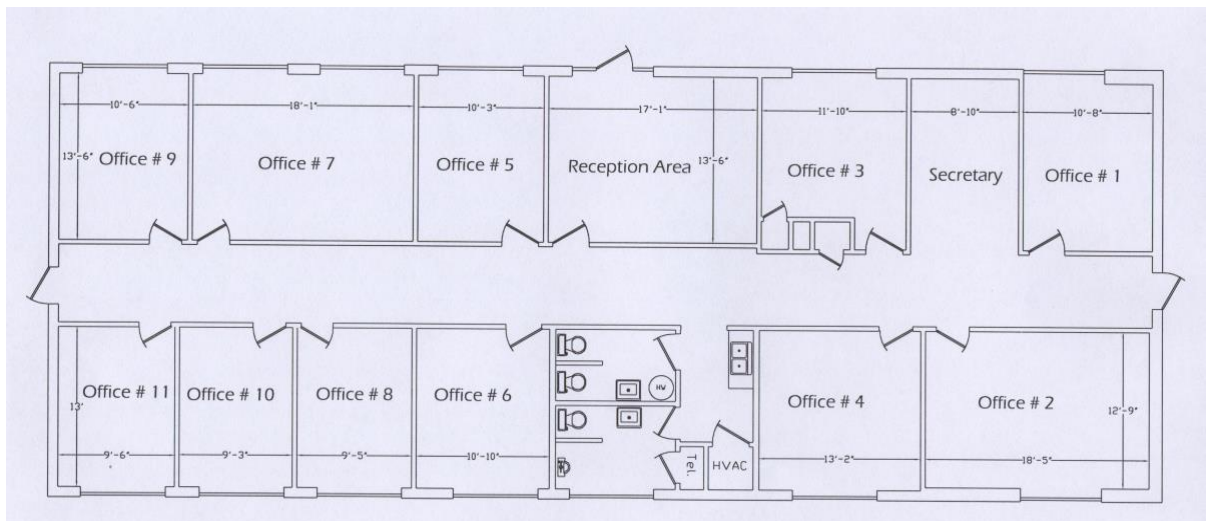 10'-6"
18'-1"
10'-3"
17'-1"
11'-10"
8'-10"
10'-8"
13'-6"
Office # 9
Office # 7
Office # 5
Reception Area
13'-6"
Office # 3
Secretary
Office # 1
Office # 11
Office # 10
Office # 8
Office # 6
HW
Office # 4
Office # 2
13'
12'-9"
9'-6"
9'-3"
9'-5"
10'-10"
Tel.
HVAC
13'-2"
18'-5"